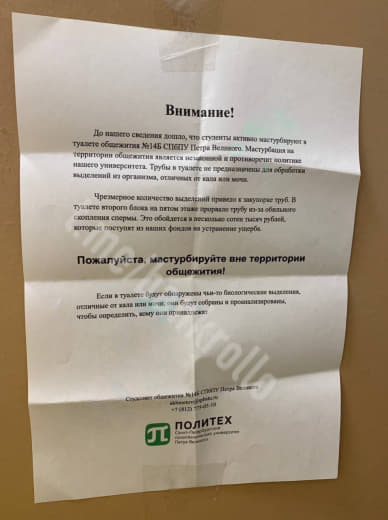 Внимание!
До нашего сведения дошло, что студенты активно мастурбируют в
туалете общежития №14Б СПбПУ Петра Великого. Мастурбация на
территории общежития является незаконной и противоречит политике
нашего университета. Трубы в туалете не предназначены для обработки
выделений из организма, отличных от кала или мочи.
Чрезмерное количество выделений привело к закупорке труб. В
туалете второго блока на пятом этаже прорвало трубу из-за обильного
скопления спермы. Это обойдется в несколько сотен тысяч рублей,
которые поступят из наших фондов на устранение ущерба.
Пожалуйста, мастурбируйте вне территории
общежития!
Если в туалете будут обнаружены чьи-то биологические выделения,
отличные от кала или мочи, они будут собраны и проанализированы,
чтобы определить, кому они принадлежат
Студсовет общежития №14Б СПбПУ Петра Великого
+7 (812)
ПОЛИТЕХ
Санкт-Петербургский
политехнический университет
Петра Великого